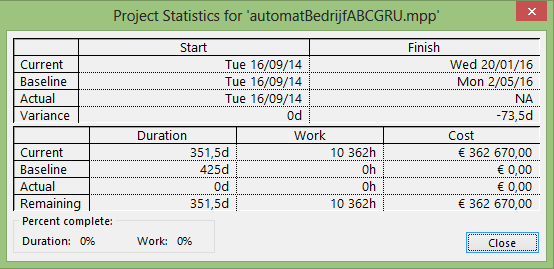 Project Statistics for 'automatBedrijfABCGRU.mpp'
Start Finish
Current Tue 16/09/14 Wed 20/01/16
Baseline Tue 16/09/14 Mon 2/05/16
Actual Tue 16/09/14 NA
Variance 0d -73,5d
Duration Work Cost
Current 351,5d 10 362h € 362 670,00
Baseline 425d 0h € 0,00
Actual 0d 0h € 0,00
Remaining 351,5d 10 362h € 362 670,00
Percent complete:
Duration: 0% Work: 0% Close